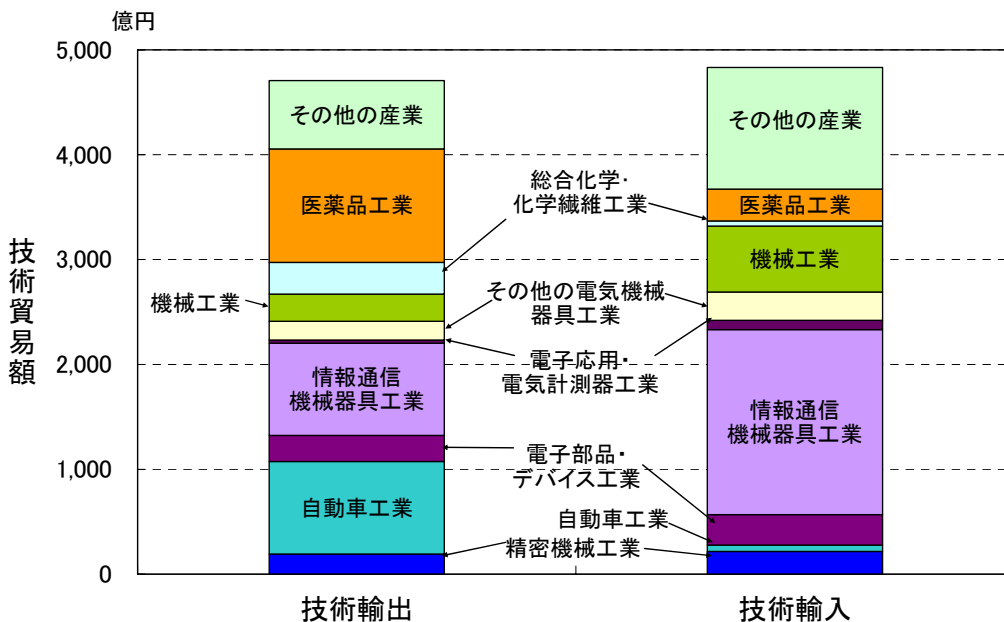 億円
5,000
4,000
3,000
2,000
1,000
0
技術貿易額
その他の産業
医薬品工業
機械工業
情報通信
機械器具工業
自動車工業
総合化学・
化学繊維工業
その他の電気機械
器具工業
電子応用・
電気計測器工業
電子部品・
デバイス工業
自動車工業
精密機械工業
その他の産業
医薬品工業
機械工業
情報通信
機械器具工業
技術輸出
技術輸入